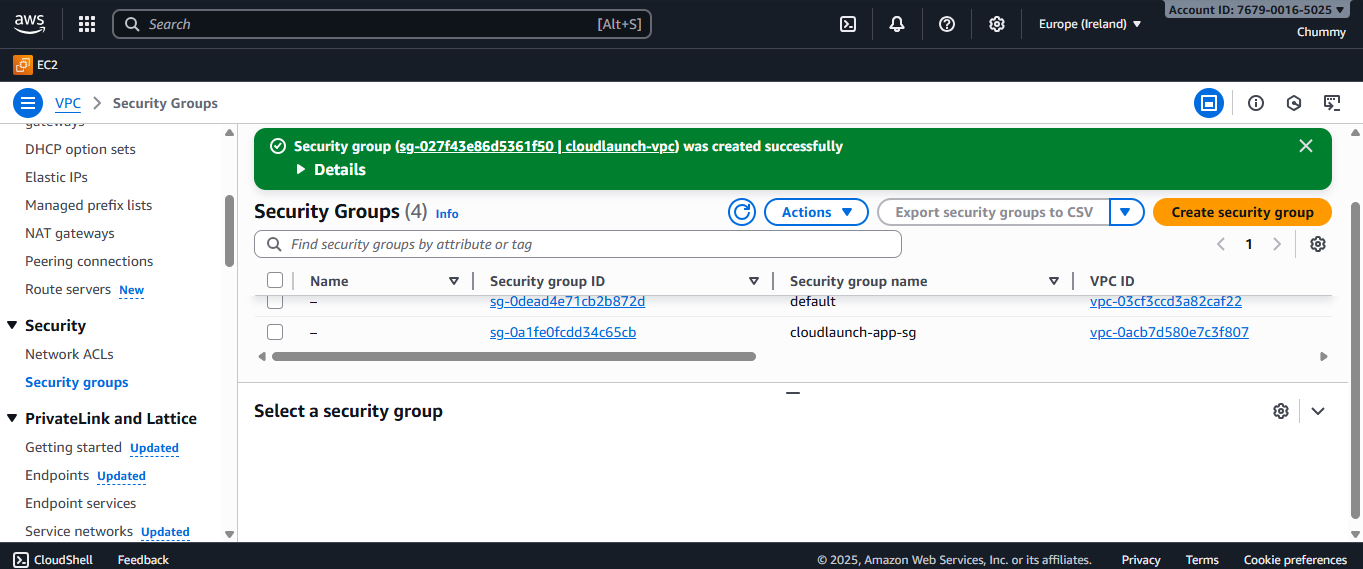 aws
Search [Alt+S]
Europe (Ireland)
Account ID: 7679-0016-5025
Chummy
EC2
VPC > Security Groups
gateways
DHCP option sets
Elastic IPs
Managed prefix lists
NAT gateways
Peering connections
Route servers New
Security
Network ACLs
Security groups
PrivateLink and Lattice
Getting started Updated
Endpoints Updated
Endpoint services
Service networks Updated
Security group (sg-027f43e86d5361f50 | cloudlaunch-vpc) was created successfully
Details
Security Groups (4) Info
Actions
Export security groups to CSV
Create security group
Find security groups by attribute or tag
1
Name Security group ID Security group name VPC ID
– sg-0dead4e71cb2b872d default vpc-03cf3ccd3a82caf22
– sg-0a1fe0fcdd34c65cb cloudlaunch-app-sg vpc-0acb7d580e7c3f807
Select a security group
CloudShell Feedback © 2025, Amazon Web Services, Inc. or its affiliates. Privacy Terms Cookie preferences